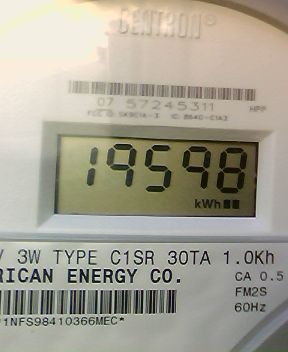 CENTRON®
07 57245311 HPP
19598
kWh
V 3W TYPE C1SR 30TA 1.0Kh
RICAN ENERGY CO.
CA 0.5
FM2S
60Hz
1NFS98410366MEC*